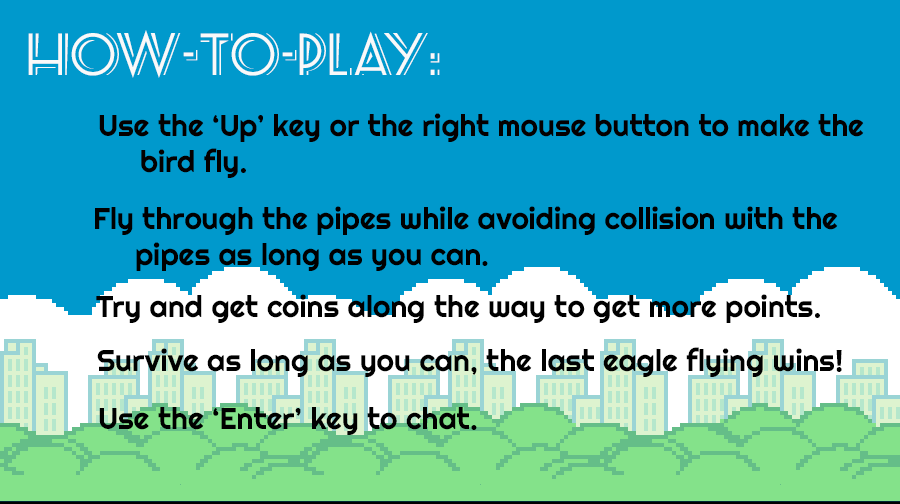 HOW-TO-PLAY:
Use the ‘Up’ key or the right mouse button to make the
bird fly.
Fly through the pipes while avoiding collision with the
pipes as long as you can.
Try and get coins along the way to get more points.
Survive as long as you can, the last eagle flying wins!
Use the ‘Enter’ key to chat.